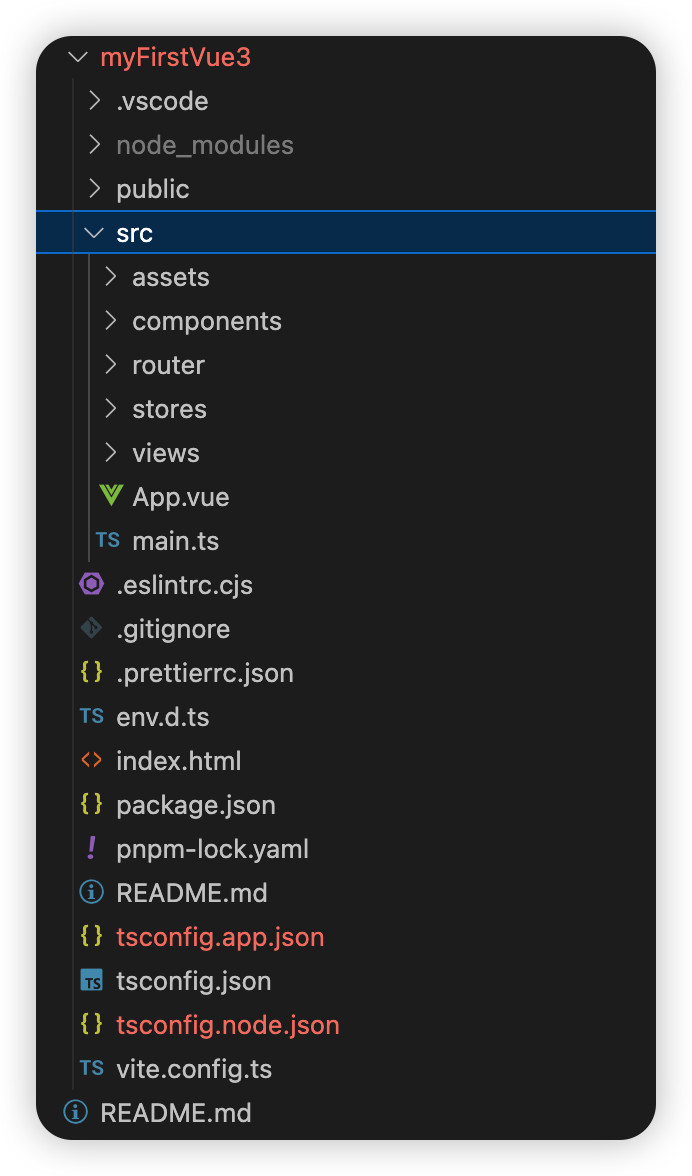 myFirstVue3
.vscode
node_modules
public
src
assets
components
router
stores
views
App.vue
TS main.ts
.eslintrc.cjs
.gitignore
{} .prettierrc.json
TS env.d.ts
<> index.html
{} package.json
! pnpm-lock.yaml
README.md
{} tsconfig.app.json
TS tsconfig.json
{} tsconfig.node.json
TS vite.config.ts
README.md